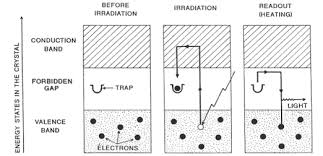 BEFORE
IRRADIATION
IRRADIATION
READOUT
(HEATING)
ENERGY STATES IN THE CRYSTAL
CONDUCTION
BAND
FORBIDDEN
GAP
TRAP
LIGHT
VALENCE
BAND
ELECTRONS